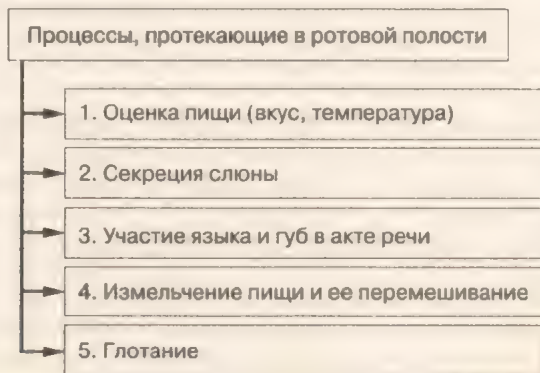 Процессы, протекающие в ротовой полости
1. Оценка пищи (вкус, температура)
2. Секреция слюны
3. Участие языка и губ в акте речи
4. Измельчение пищи и ее перемешивание
5. Глотание